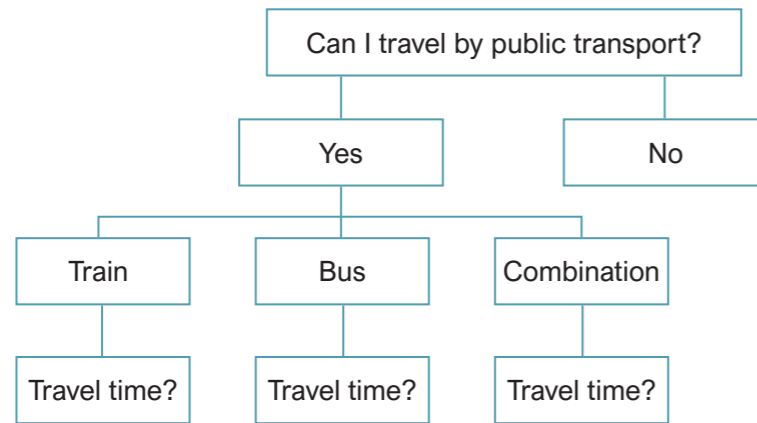 Can I travel by public transport?
Yes
No
Train
Bus
Combination
Travel time?
Travel time?
Travel time?